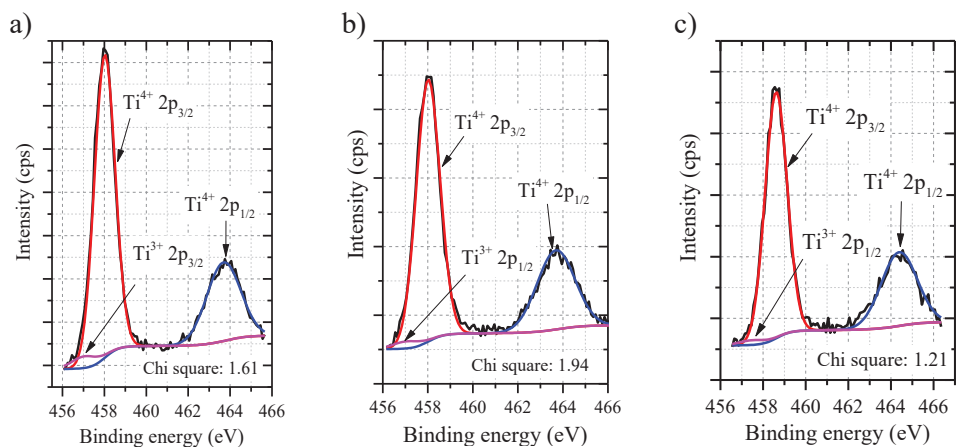 a)
Intensity (cps)
Ti⁴⁺ 2p₃/₂
Ti⁴⁺ 2p₁/₂
Ti³⁺ 2p₃/₂
Chi square: 1.61
456 458 460 462 464 466
Binding energy (eV)
b)
Intensity (cps)
Ti⁴⁺ 2p₃/₂
Ti⁴⁺ 2p₁/₂
Ti³⁺ 2p₁/₂
Chi square: 1.94
456 458 460 462 464 466
Binding energy (eV)
c)
Intensity (cps)
Ti⁴⁺ 2p₃/₂
Ti⁴⁺ 2p₁/₂
Ti³⁺ 2p₁/₂
Chi square: 1.21
456 458 460 462 464 466
Binding energy (eV)